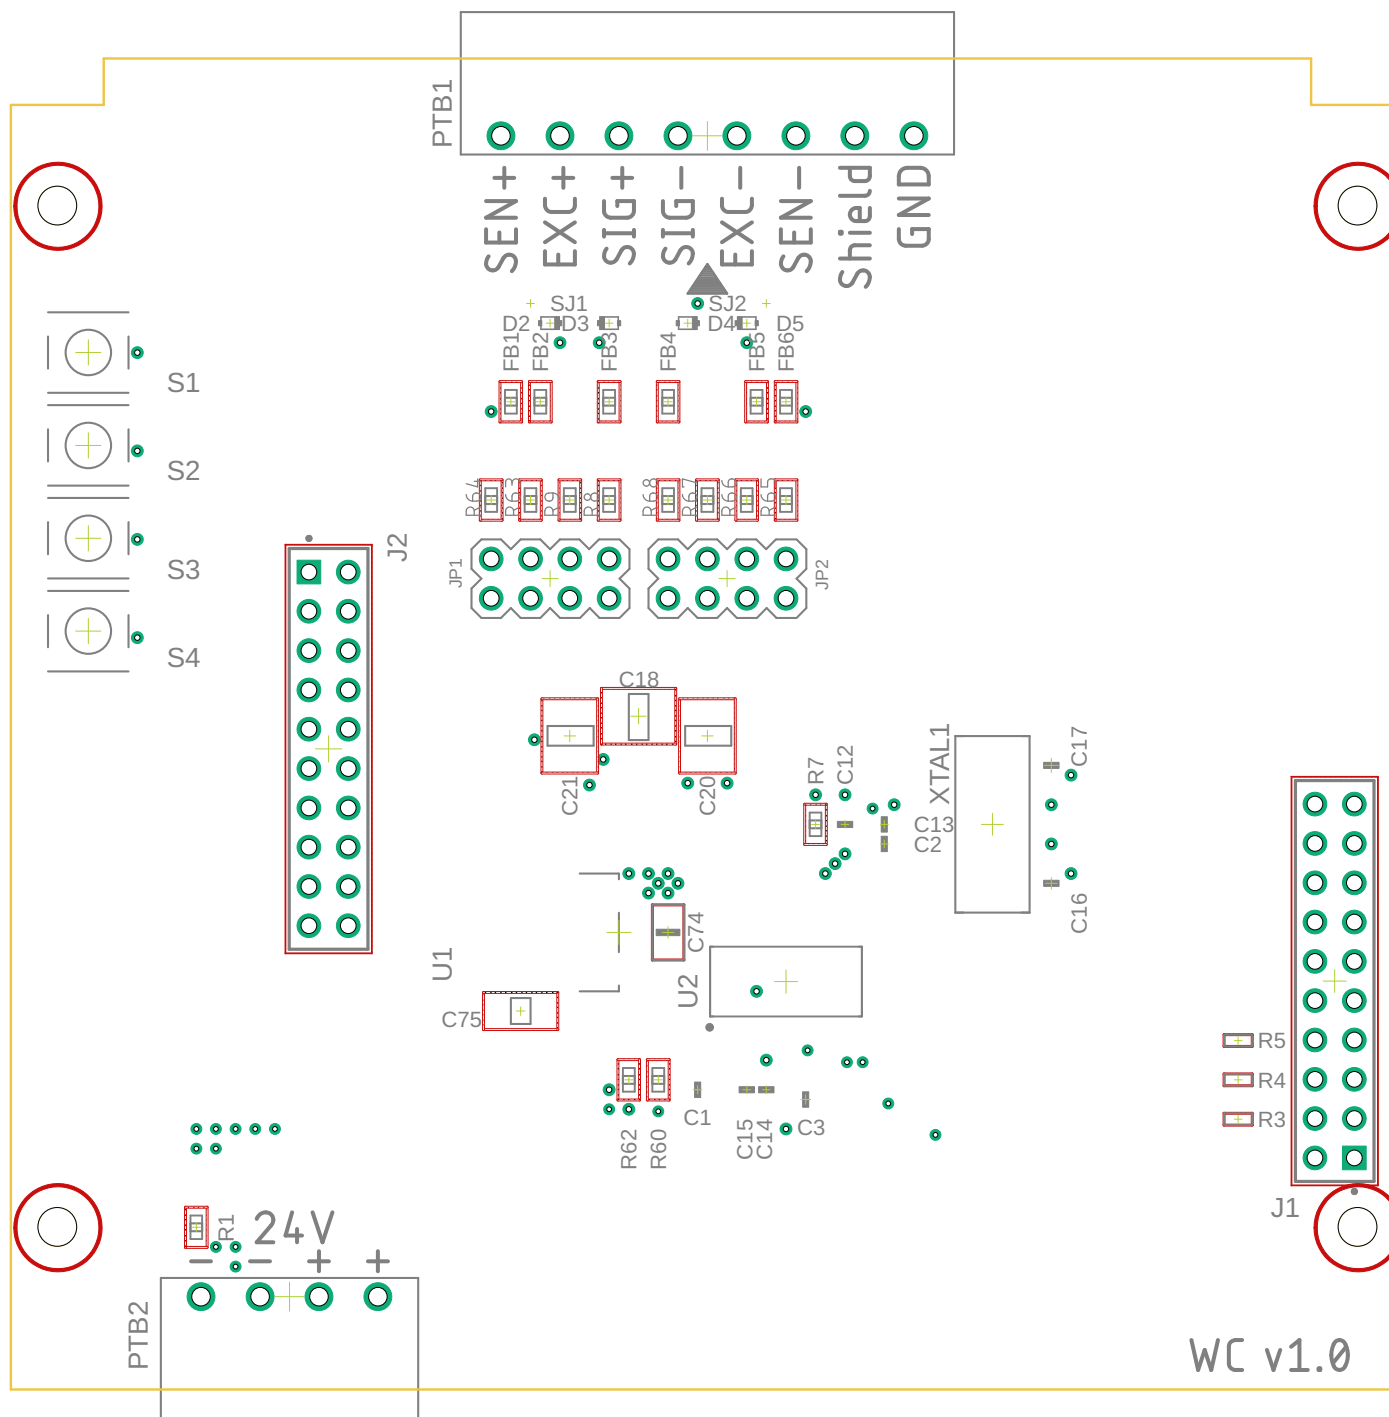 PTB1
SEN+
EXC+
SIG+
SIG-
EXC-
SEN-
Shield
GND
SJ1
SJ2
D2
D3
D4
D5
FB1
FB2
FB3
FB4
FB5
FB6
S1
S2
S3
S4
R64
R63
R9
R8
R68
R67
R66
R65
J2
JP1
JP2
C18
C21
C20
R7
C12
XTAL1
C17
C13
C2
C16
C74
U1
U2
C75
R5
R4
R3
C1
C15
C14
C3
R62
R60
J1
R1
24V
- - + +
PTB2
WC v1.0